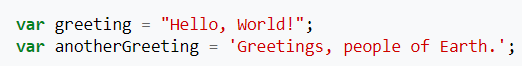 var greeting = "Hello, World!";
var anotherGreeting = 'Greetings, people of Earth.';